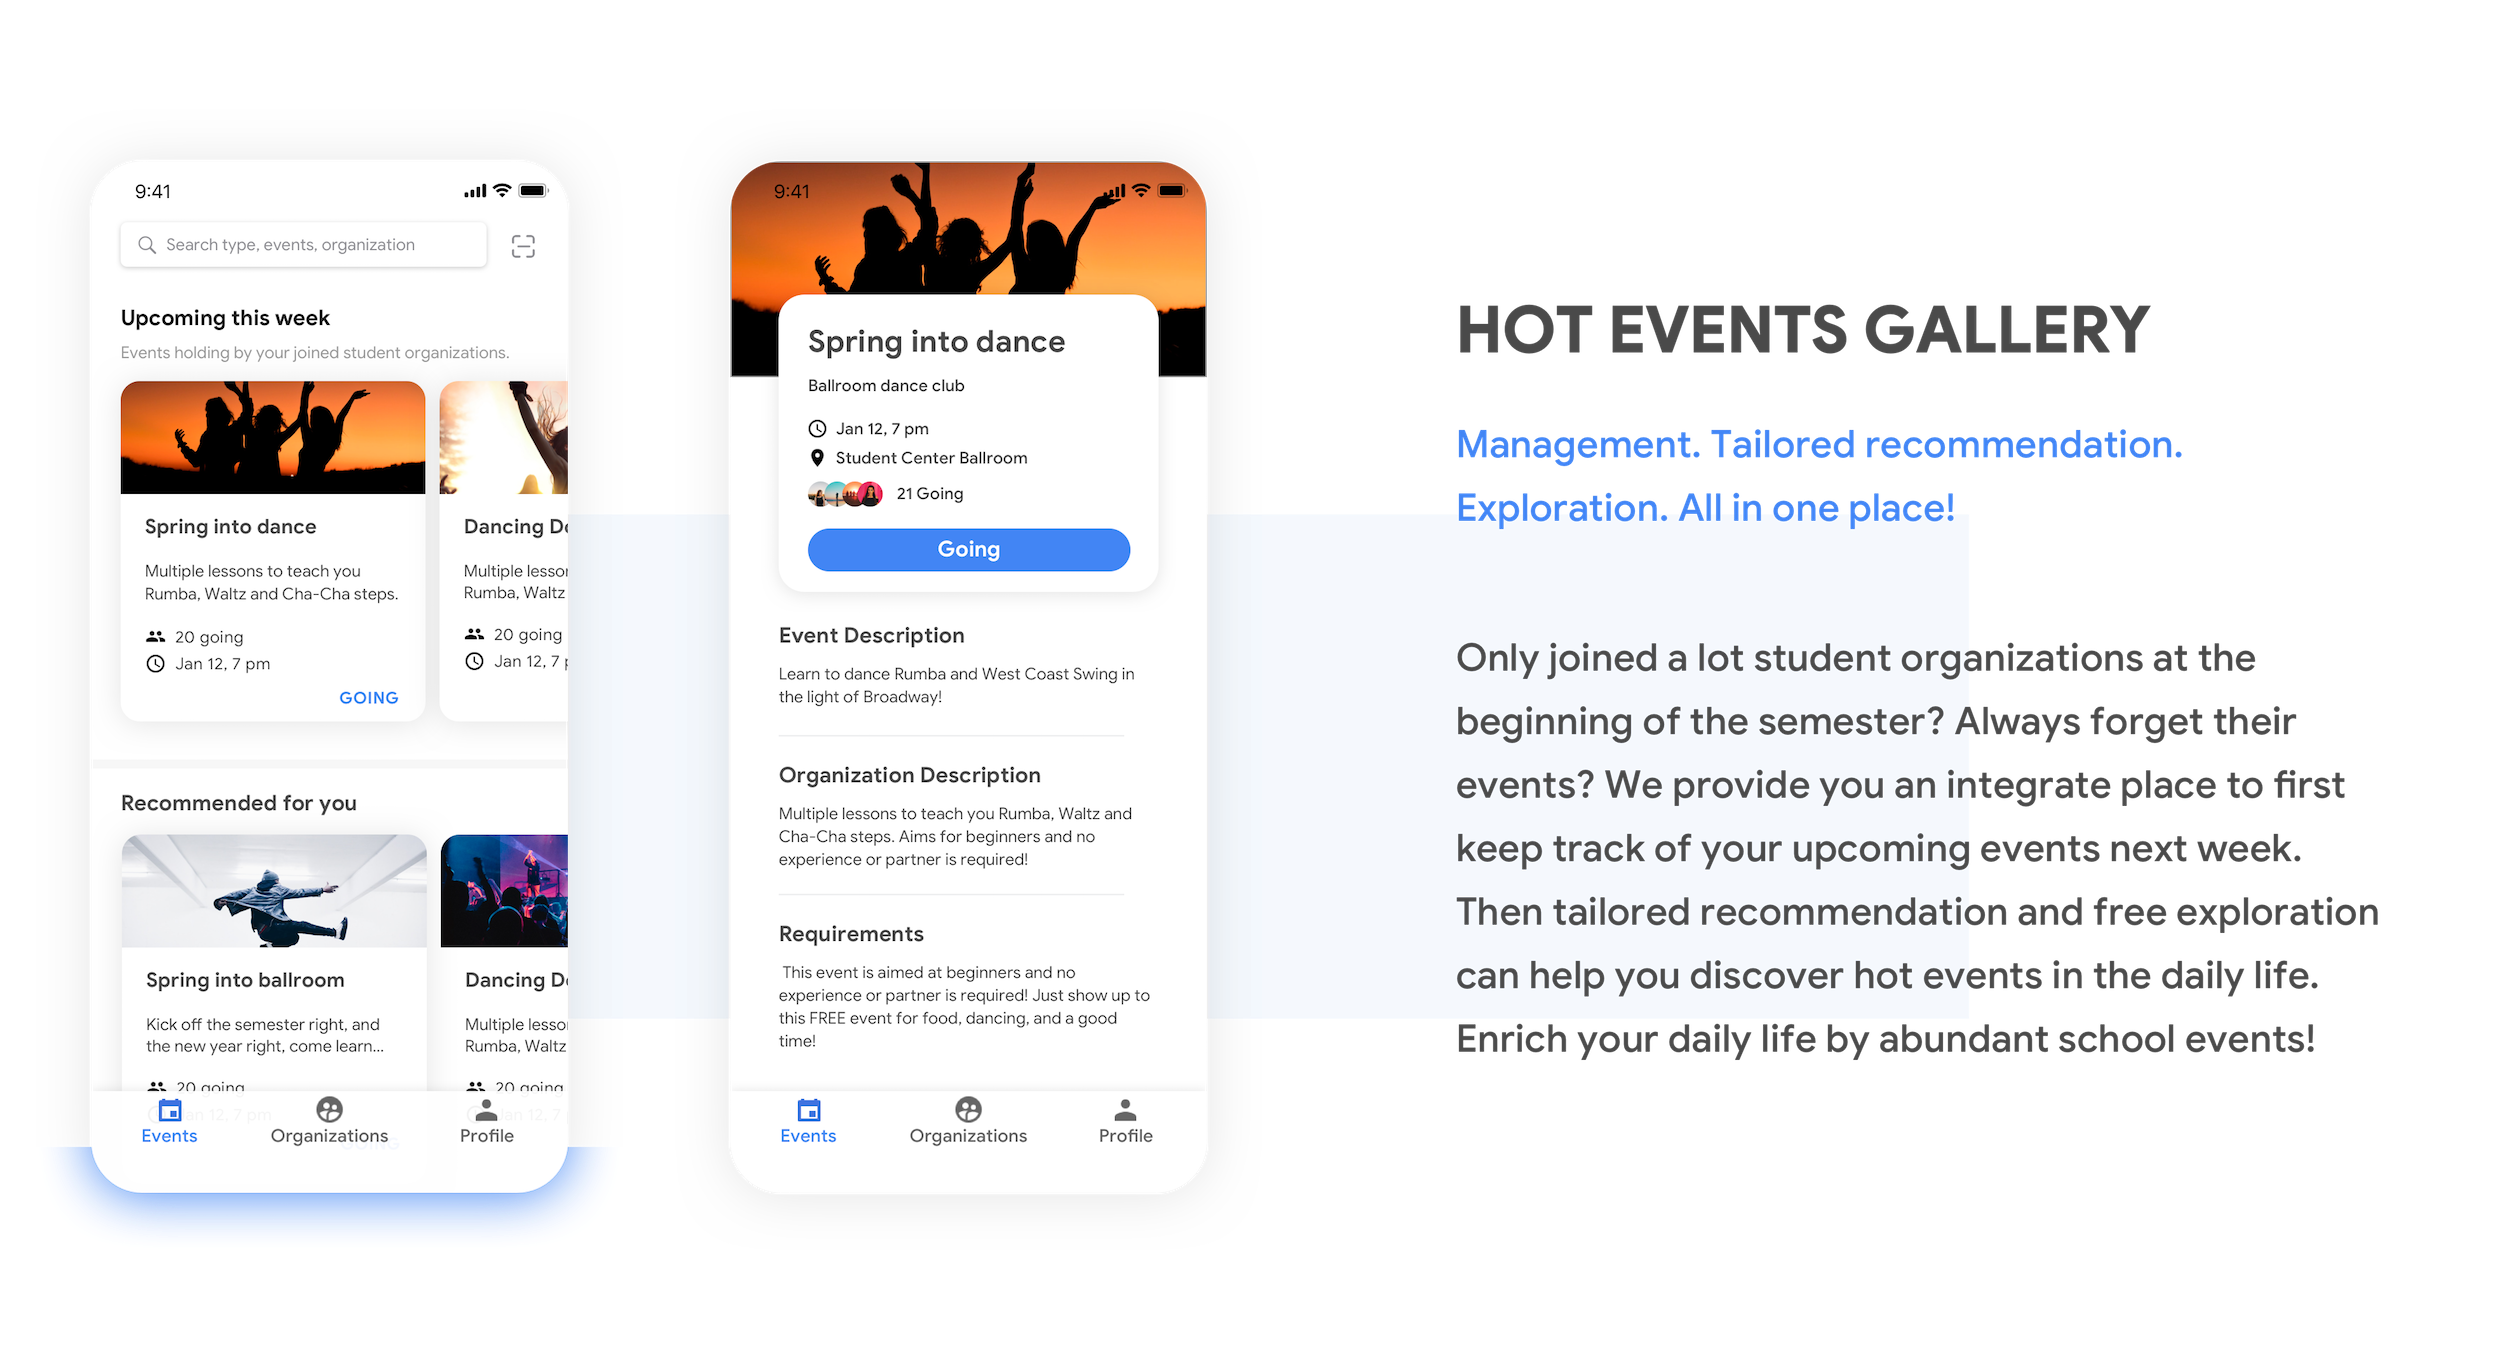 9:41
Search type, events, organization
Upcoming this week
Events holding by your joined student organizations.
Spring into dance
Multiple lessons to teach you
Rumba, Waltz and Cha-Cha steps.
20 going
Jan 12, 7 pm
GOING
Dancing
Multiple
Rumba, Waltz
20 going
Jan 12, 7
Recommended for you
Spring into ballroom
Kick off the semester right, and
the new year right, come learn...
20 going
Jan 12, 7 pm
Dancing
Multiple
Rumba, Waltz
20 going
Jan 12, 7
Events
Organizations
Profile
9:41
Spring into dance
Ballroom dance club
Jan 12, 7 pm
Student Center Ballroom
21 Going
Going
Event Description
Learn to dance Rumba and West Coast Swing in
the light of Broadway!
Organization Description
Multiple lessons to teach you Rumba, Waltz and
Cha-Cha steps. Aims for beginners and no
experience or partner is required!
Requirements
This event is aimed at beginners and no
experience or partner is required! Just show up to
this FREE event for food, dancing, and a good
time!
Events
Organizations
Profile
HOT EVENTS GALLERY
Management. Tailored recommendation.
Exploration. All in one place!
Only joined a lot student organizations at the
beginning of the semester? Always forget their
events? We provide you an integrate place to first
keep track of your upcoming events next week.
Then tailored recommendation and free exploration
can help you discover hot events in the daily life.
Enrich your daily life by abundant school events!